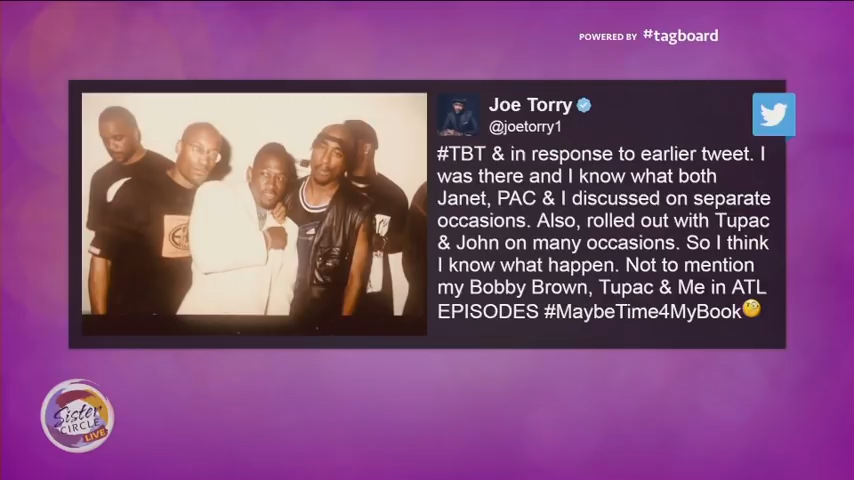 POWERED BY #tagboard
Joe Torry
@joetorry1
#TBT & in response to earlier tweet. I
was there and I know what both
Janet, PAC & I discussed on separate
occasions. Also, rolled out with Tupac
& John on many occasions. So I think
I know what happen. Not to mention
my Bobby Brown, Tupac & Me in ATL
EPISODES #MaybeTime4MyBook🧐
Sister
CIRCLE
LIVE